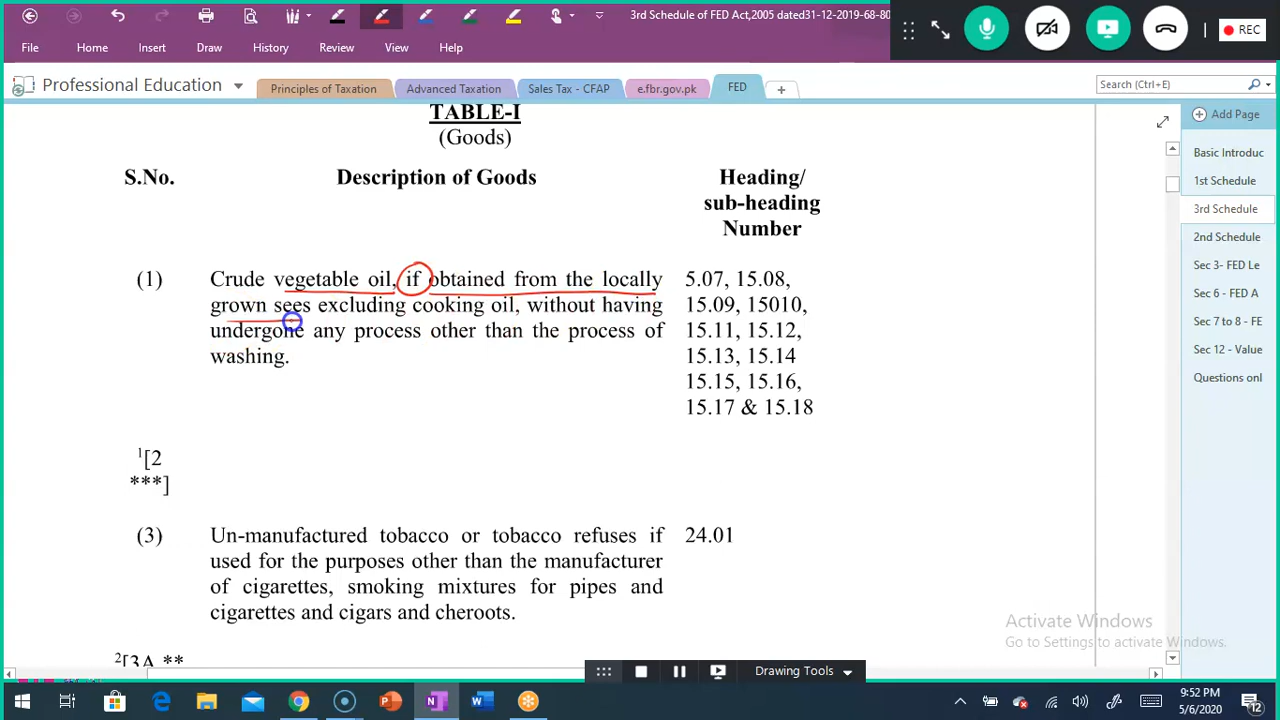 3rd Schedule of FED Act,2005 dated31-12-2019-68-80
REC
File Home Insert Draw History Review View Help
Professional Education Principles of Taxation Advanced Taxation Sales Tax - CFAP e.fbr.gov.pk FED Search (Ctrl+E)
TABLE-I
(Goods)
S.No. Description of Goods Heading/
sub-heading
Number
(1) Crude vegetable oil, if obtained from the locally 5.07, 15.08,
grown sees excluding cooking oil, without having 15.09, 15010,
undergone any process other than the process of 15.11, 15.12,
washing. 15.13, 15.14
15.15, 15.16,
15.17 & 15.18
1[2
***]
(3) Un-manufactured tobacco or tobacco refuses if 24.01
used for the purposes other than the manufacturer
of cigarettes, smoking mixtures for pipes and
cigarettes and cigars and cheroots.
2[3A **
Add Page
Basic Introduc
1st Schedule
3rd Schedule
2nd Schedule
Sec 3- FED Le
Sec 6 - FED A
Sec 7 to 8 - FE
Sec 12 - Value
Questions onl
Activate Windows
Go to Settings to activate Windows.
Drawing Tools
9:52 PM
5/6/2020
12